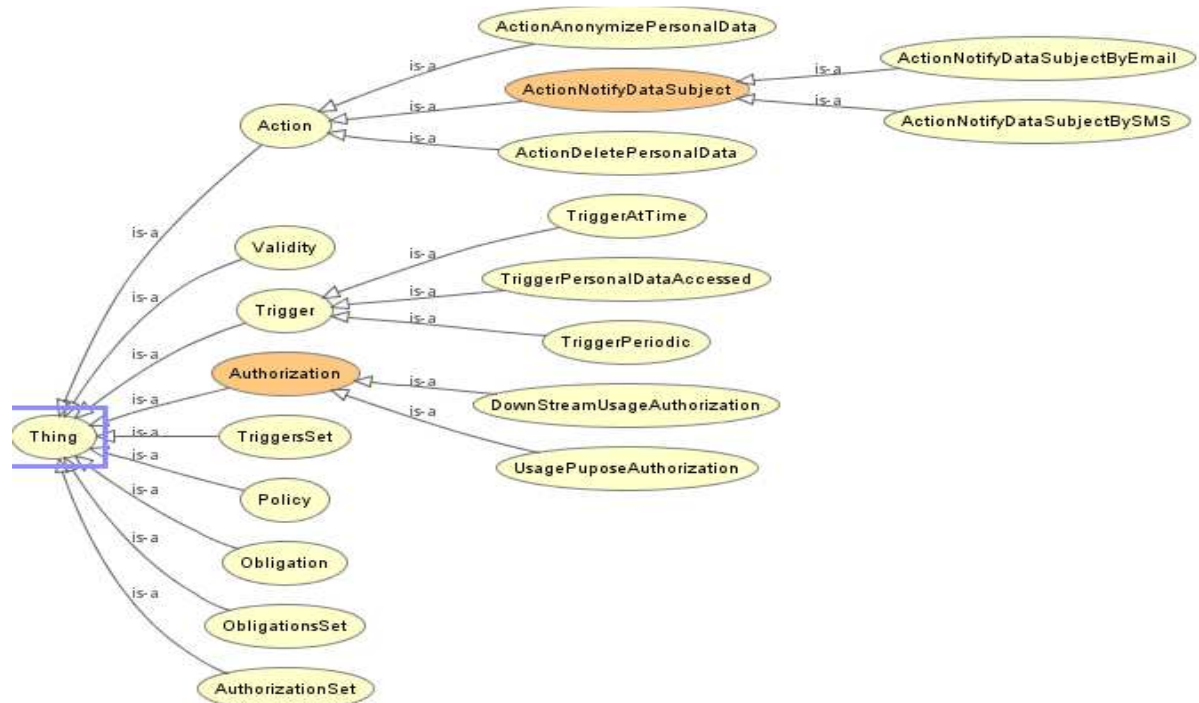 ActionAnonymizePersonalData
is-a
ActionNotifyDataSubjectByEmail
is-a
ActionNotifyDataSubject
is-a
is-a
ActionNotifyDataSubjectBySMS
Action
is-a
ActionDeletePersonalData
TriggerAtTime
is-a
Validity
is-a
TriggerPersonalDataAccessed
is-a
is-a
Trigger
is-a
TriggerPeriodic
is-a
Authorization
is-a
is-a
DownStreamUsageAuthorization
is-a
Thing
is-a
TriggersSet
is-a
UsagePuposeAuthorization
is-a
Policy
Obligation
is-a
ObligationsSet
is-a
AuthorizationSet